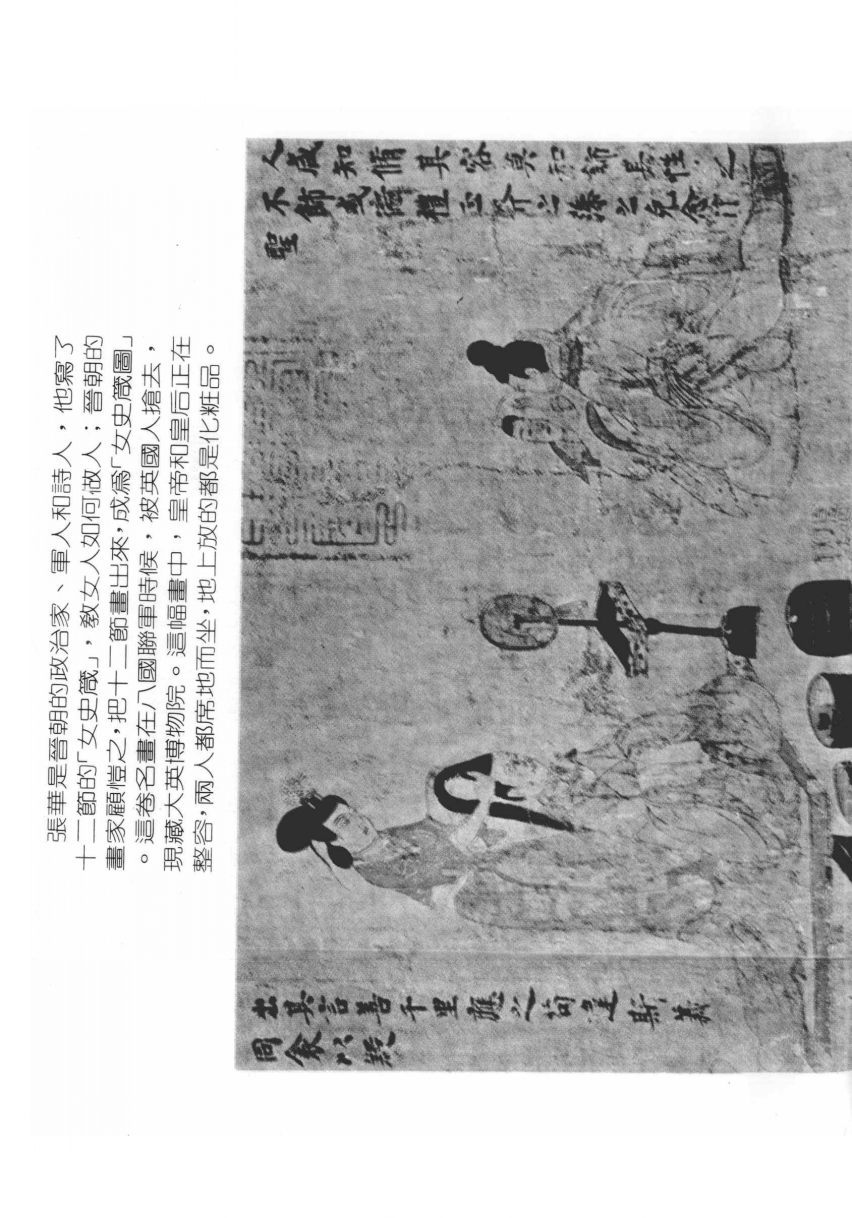 張華是晉朝的政治家、軍人和詩人，他寫了
十二節的「女史箴」，教女人如何做人；晉朝的
畫家顧愷之，把十二節畫出來，成為「女史箴圖」
。這卷名畫在八國聯軍時候，被英國人搶去，
現藏大英博物院。這幅畫中，皇帝和皇后正在
整容，兩人都席地而坐，地上放的都是化粧品。
人咸知脩其容莫知飾其性之
不飾或愆禮正斧之藻之克念作
聖
出其言善千里應之苟違斯義
同衾以疑